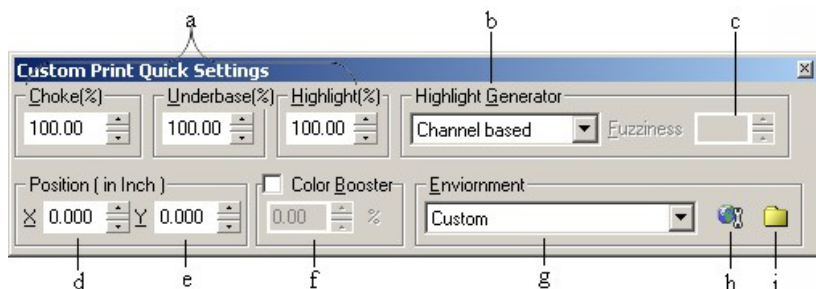 a b c
Custom Print Quick Settings
Choke(%) Underbase(%) Highlight(%) Highlight Generator
100.00 100.00 100.00 Channel based Fuzziness
Position ( in Inch ) Color Booster Enviornment
X 0.000 Y 0.000 0.00 % Custom
d e f g h i